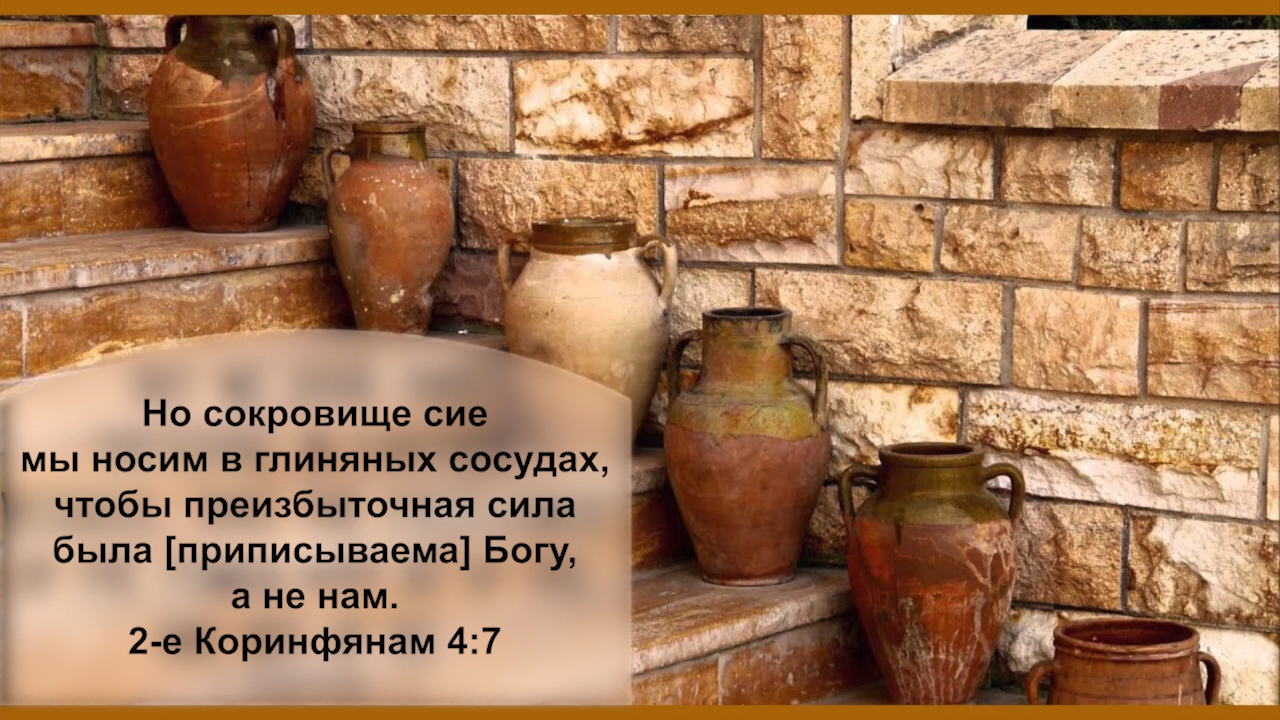 Но сокровище сие
мы носим в глиняных сосудах,
чтобы преизбыточная сила
была [приписываема] Богу,
а не нам.
2-е Коринфянам 4:7